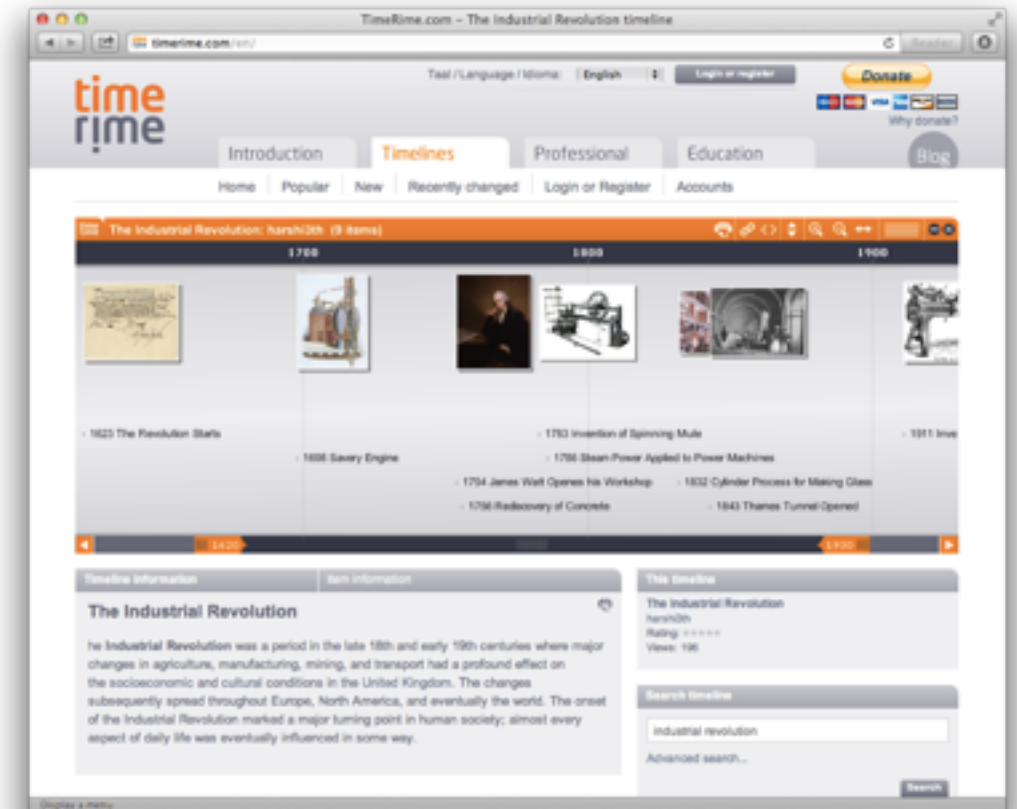 TimeRime.com – The Industrial Revolution timeline
timerime.com/en/
Reader
Taal / Language / Idioma: English
Login or register
Donate
VISA
Why donate?
time
rime
Introduction
Timelines
Professional
Education
Blog
Home
Popular
New
Recently changed
Login or Register
Accounts
The Industrial Revolution: harshi3th (9 items)
1700
1800
1900
1623 The Revolution Starts
1783 Invention of Spinning Mule
1911 Inve
1698 Savery Engine
1786 Steam Power Applied to Power Machines
1794 James Watt Opens his Workshop
1832 Cylinder Process for Making Glass
1756 Rediscovery of Concrete
1843 Thames Tunnel Opened
1420
1930
Timeline information
Item information
The Industrial Revolution
he Industrial Revolution was a period in the late 18th and early 19th centuries where major
changes in agriculture, manufacturing, mining, and transport had a profound effect on
the socioeconomic and cultural conditions in the United Kingdom. The changes
subsequently spread throughout Europe, North America, and eventually the world. The onset
of the Industrial Revolution marked a major turning point in human society; almost every
aspect of daily life was eventually influenced in some way.
This timeline
The Industrial Revolution
harshi3th
Rating:
Views: 196
Search timeline
industrial revolution
Advanced search...
Search
Display a menu